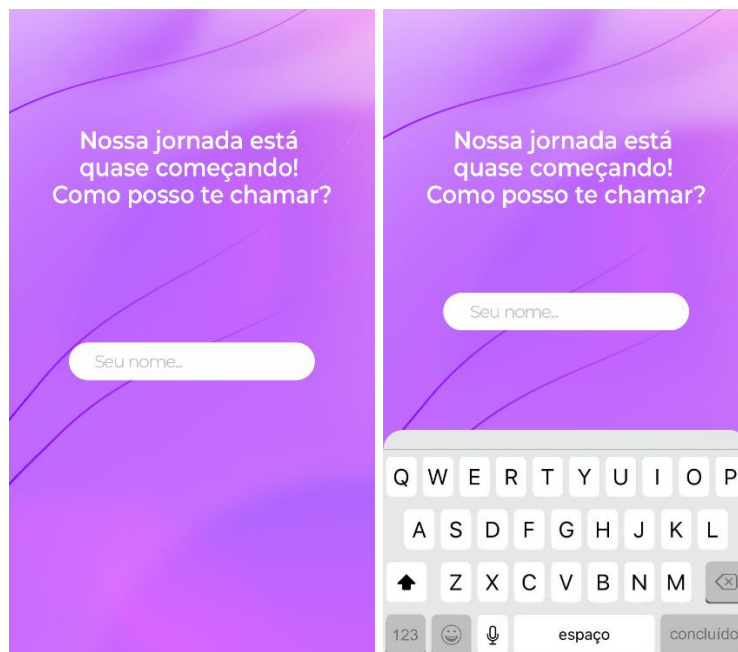 Nossa jornada está
quase começando!
Como posso te chamar?
Seu nome...
Nossa jornada está
quase começando!
Como posso te chamar?
Seu nome...
Q W E R T Y U I O P
A S D F G H J K L
Z X C V B N M
123 espaço concluído